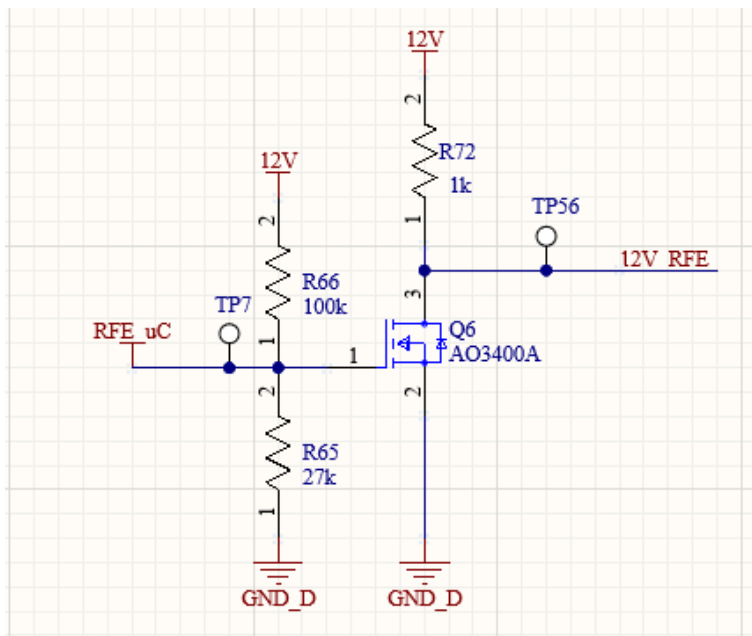 12V
2
R72
1k
1
12V
TP56
2
12V_RFE
R66
100k
TP7
3
RFE_uC
1
Q6
AO3400A
1
2
2
R65
27k
1
GND_D
GND_D